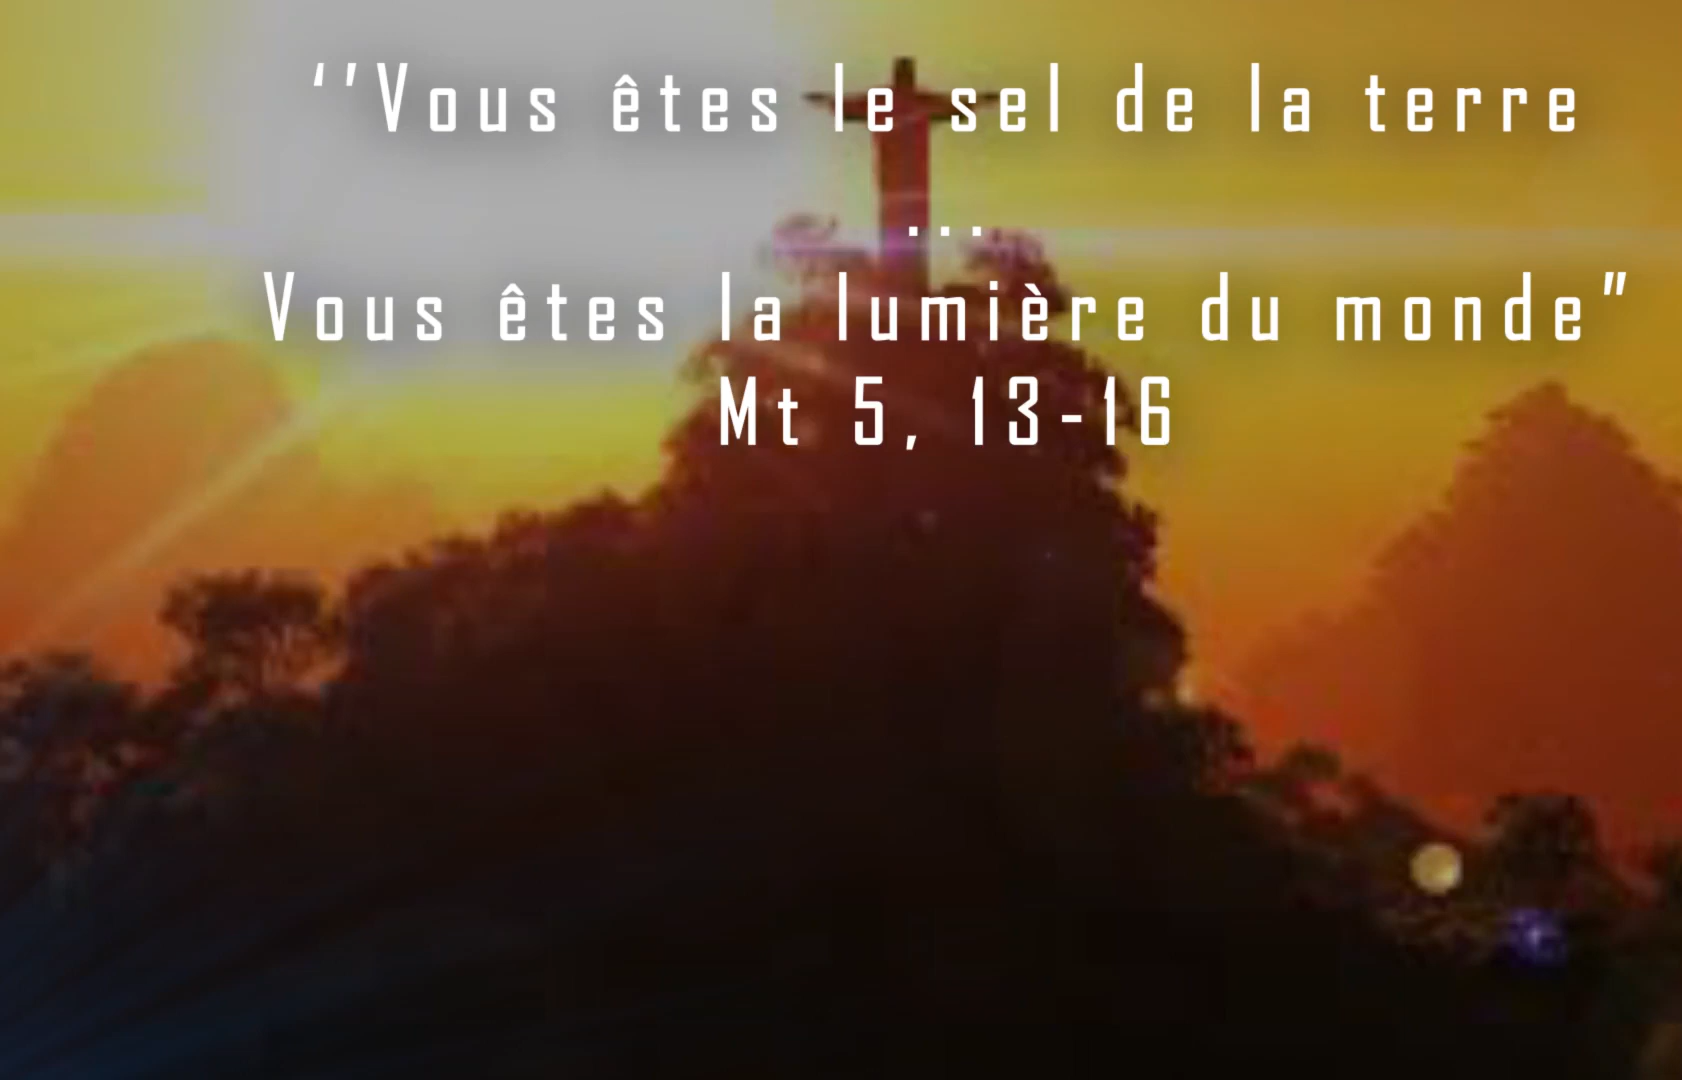 ‘’Vous êtes le sel de la terre
...
Vous êtes la lumière du monde”
Mt 5, 13-16